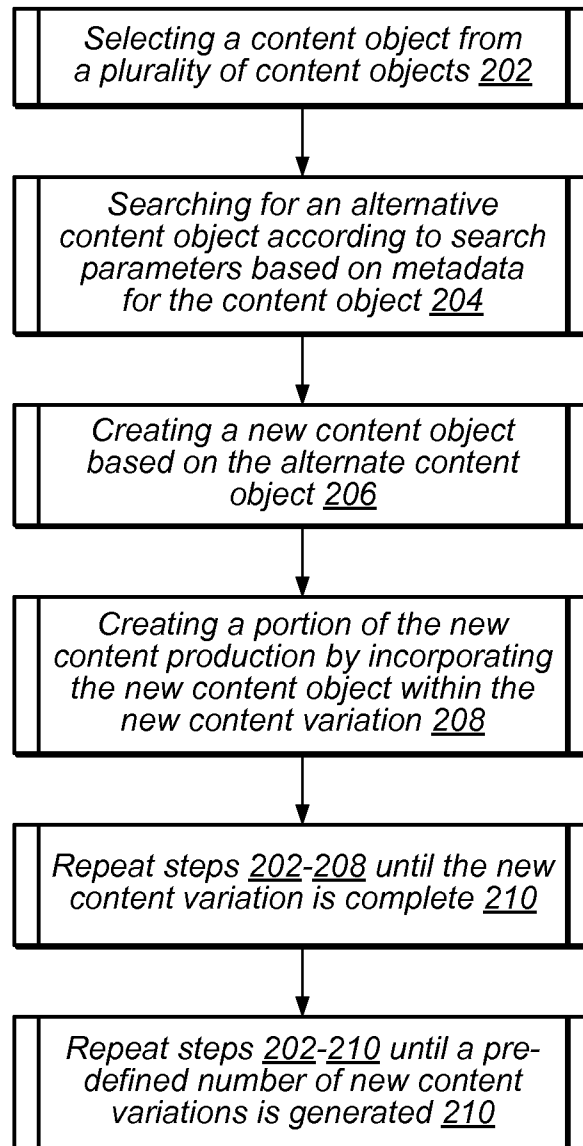 Selecting a content object from
a plurality of content objects 202
Searching for an alternative
content object according to search
parameters based on metadata
for the content object 204
Creating a new content object
based on the alternate content
object 206
Creating a portion of the new
content production by incorporating
the new content object within the
new content variation 208
Repeat steps 202-208 until the new
content variation is complete 210
Repeat steps 202-210 until a pre-
defined number of new content
variations is generated 210